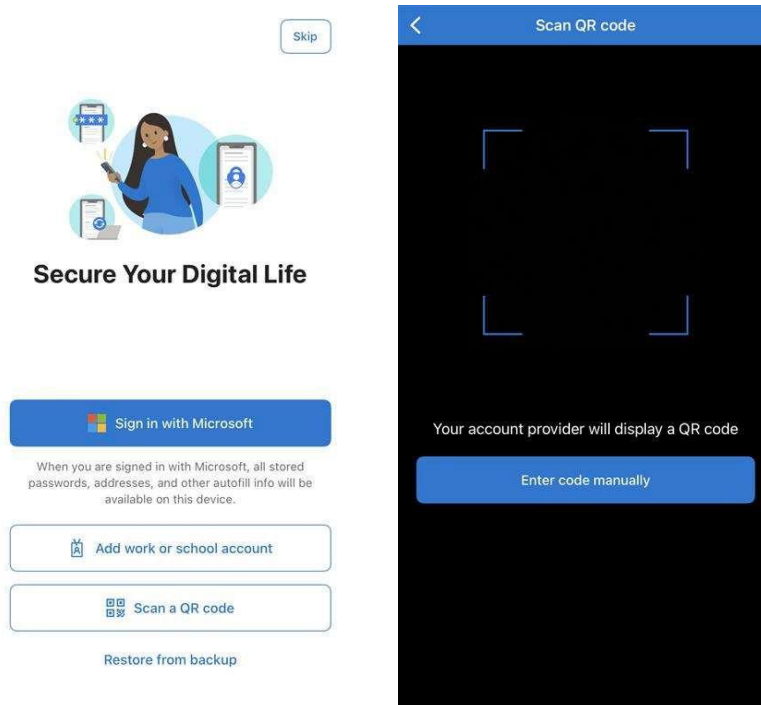 Skip
***
Secure Your Digital Life
Sign in with Microsoft
When you are signed in with Microsoft, all stored
passwords, addresses, and other autofill info will be
available on this device.
Add work or school account
Scan a QR code
Restore from backup
Scan QR code
Your account provider will display a QR code
Enter code manually